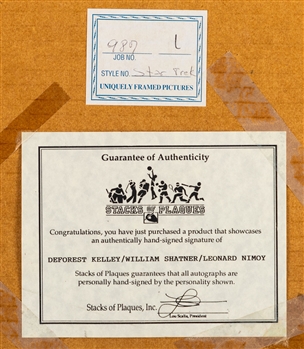 987 L
JOB NO.
STYLE NO. Star Trek
UNIQUELY FRAMED PICTURES
Guarantee of Authenticity
STACKS OF PLAQUES
Congratulations, you have just purchased a product that showcases
an authentically hand-signed signature of
DEFOREST KELLEY/WILLIAM SHATNER/LEONARD NIMOY
Stacks of Plaques guarantees that all autographs are
personally hand-signed by the personality shown.
Stacks of Plaques, Inc.
President